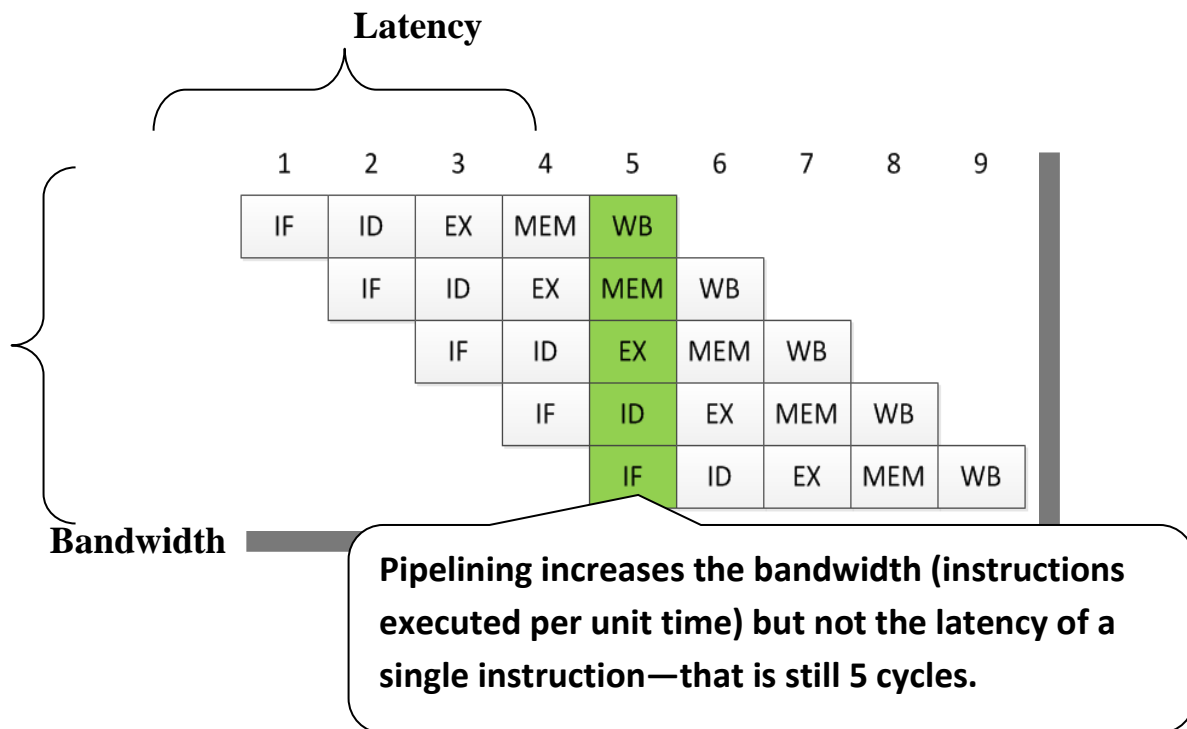 Latency
1 2 3 4 5 6 7 8 9
IF ID EX MEM WB
IF ID EX MEM WB
IF ID EX MEM WB
IF ID EX MEM WB
IF ID EX MEM WB
Bandwidth
Pipelining increases the bandwidth (instructions
executed per unit time) but not the latency of a
single instruction—that is still 5 cycles.